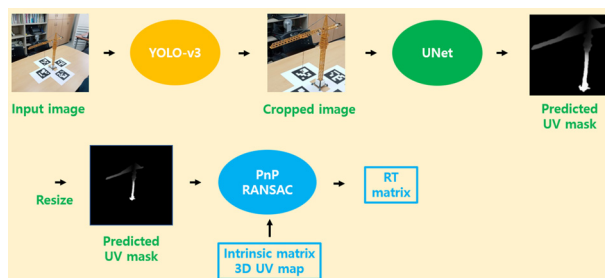 YOLO-v3
UNet
Input image
Cropped image
Predicted
UV mask
Resize
PnP
RANSAC
RT
matrix
Predicted
UV mask
Intrinsic matrix
3D UV map